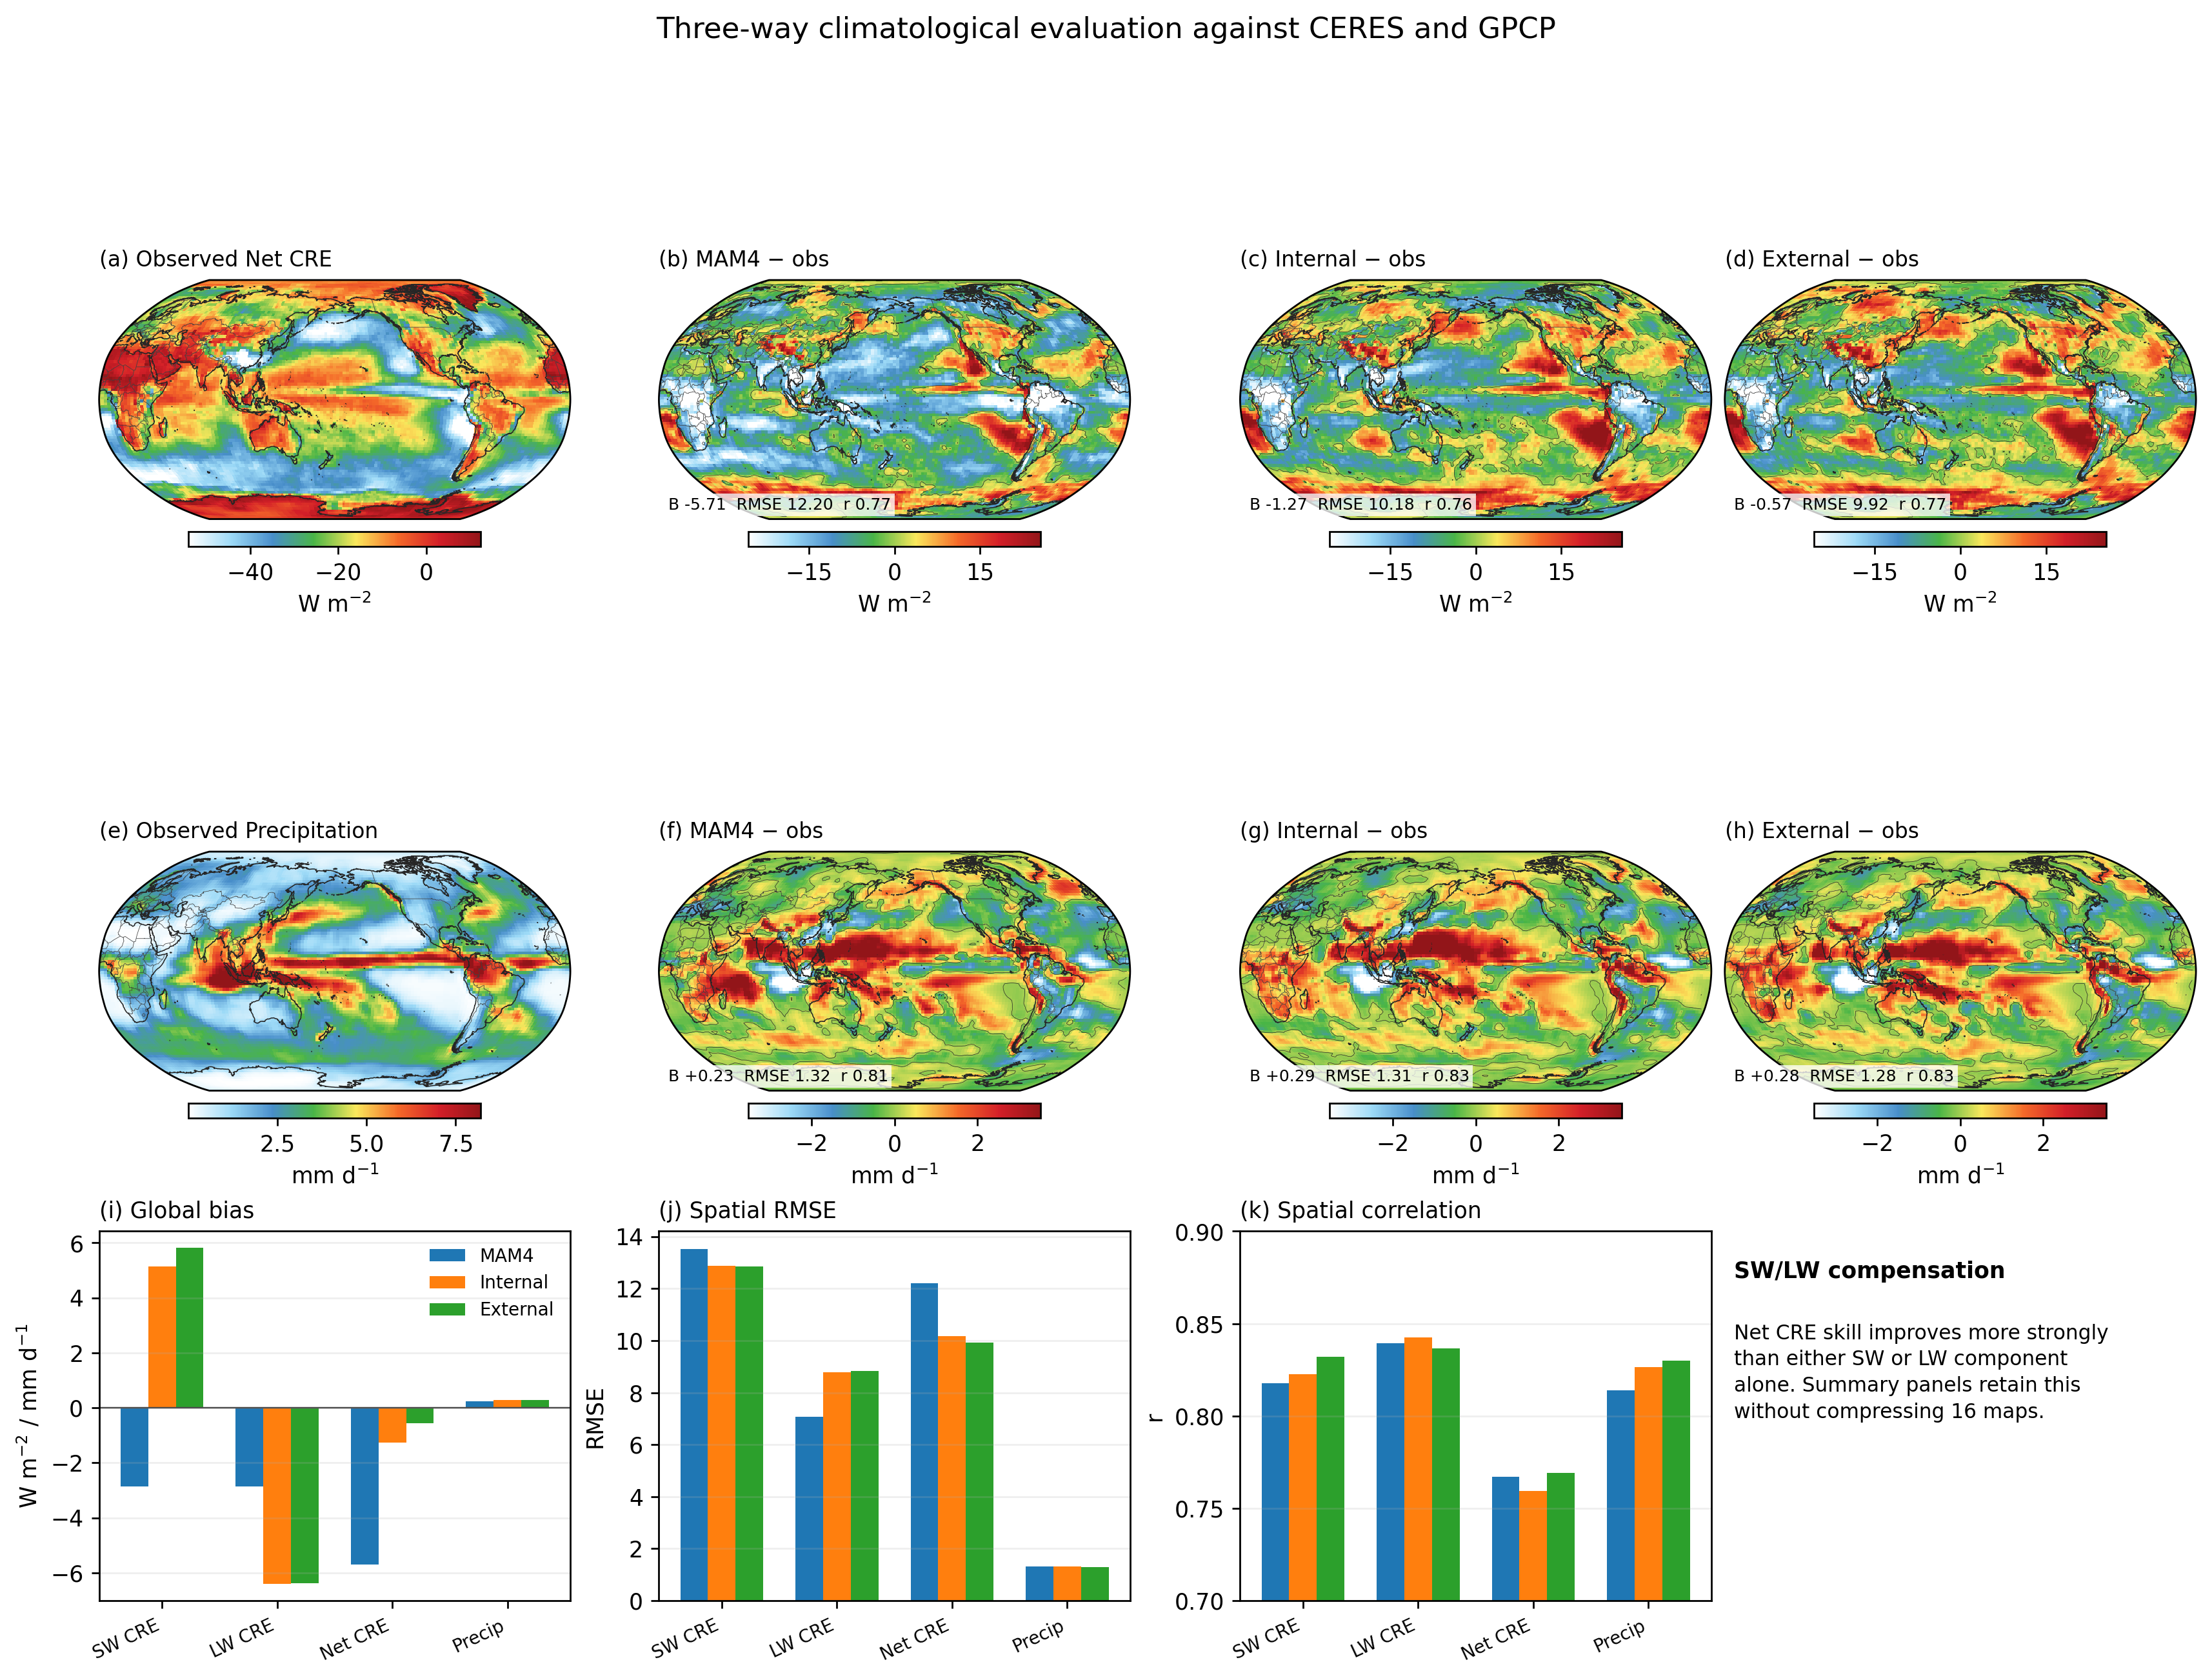 Three-way climatological evaluation against CERES and GPCP
(a) Observed Net CRE
(b) MAM4 − obs
(c) Internal − obs
(d) External − obs
B -5.71 RMSE 12.20 r 0.77
B -1.27 RMSE 10.18 r 0.76
B -0.57 RMSE 9.92 r 0.77
−40 −20 0
−15 0 15
−15 0 15
−15 0 15
W m⁻²
W m⁻²
W m⁻²
W m⁻²
(e) Observed Precipitation
(f) MAM4 − obs
(g) Internal − obs
(h) External − obs
B +0.23 RMSE 1.32 r 0.81
B +0.29 RMSE 1.31 r 0.83
B +0.28 RMSE 1.28 r 0.83
2.5 5.0 7.5
−2 0 2
−2 0 2
−2 0 2
mm d⁻¹
mm d⁻¹
mm d⁻¹
mm d⁻¹
(i) Global bias
W m⁻² / mm d⁻¹
6
4
2
0
−2
−4
−6
MAM4
Internal
External
SW CRE
LW CRE
Net CRE
Precip
(j) Spatial RMSE
RMSE
14
12
10
8
6
4
2
0
SW CRE
LW CRE
Net CRE
Precip
(k) Spatial correlation
r
0.90
0.85
0.80
0.75
0.70
SW CRE
LW CRE
Net CRE
Precip
SW/LW compensation
Net CRE skill improves more strongly
than either SW or LW component
alone. Summary panels retain this
without compressing 16 maps.